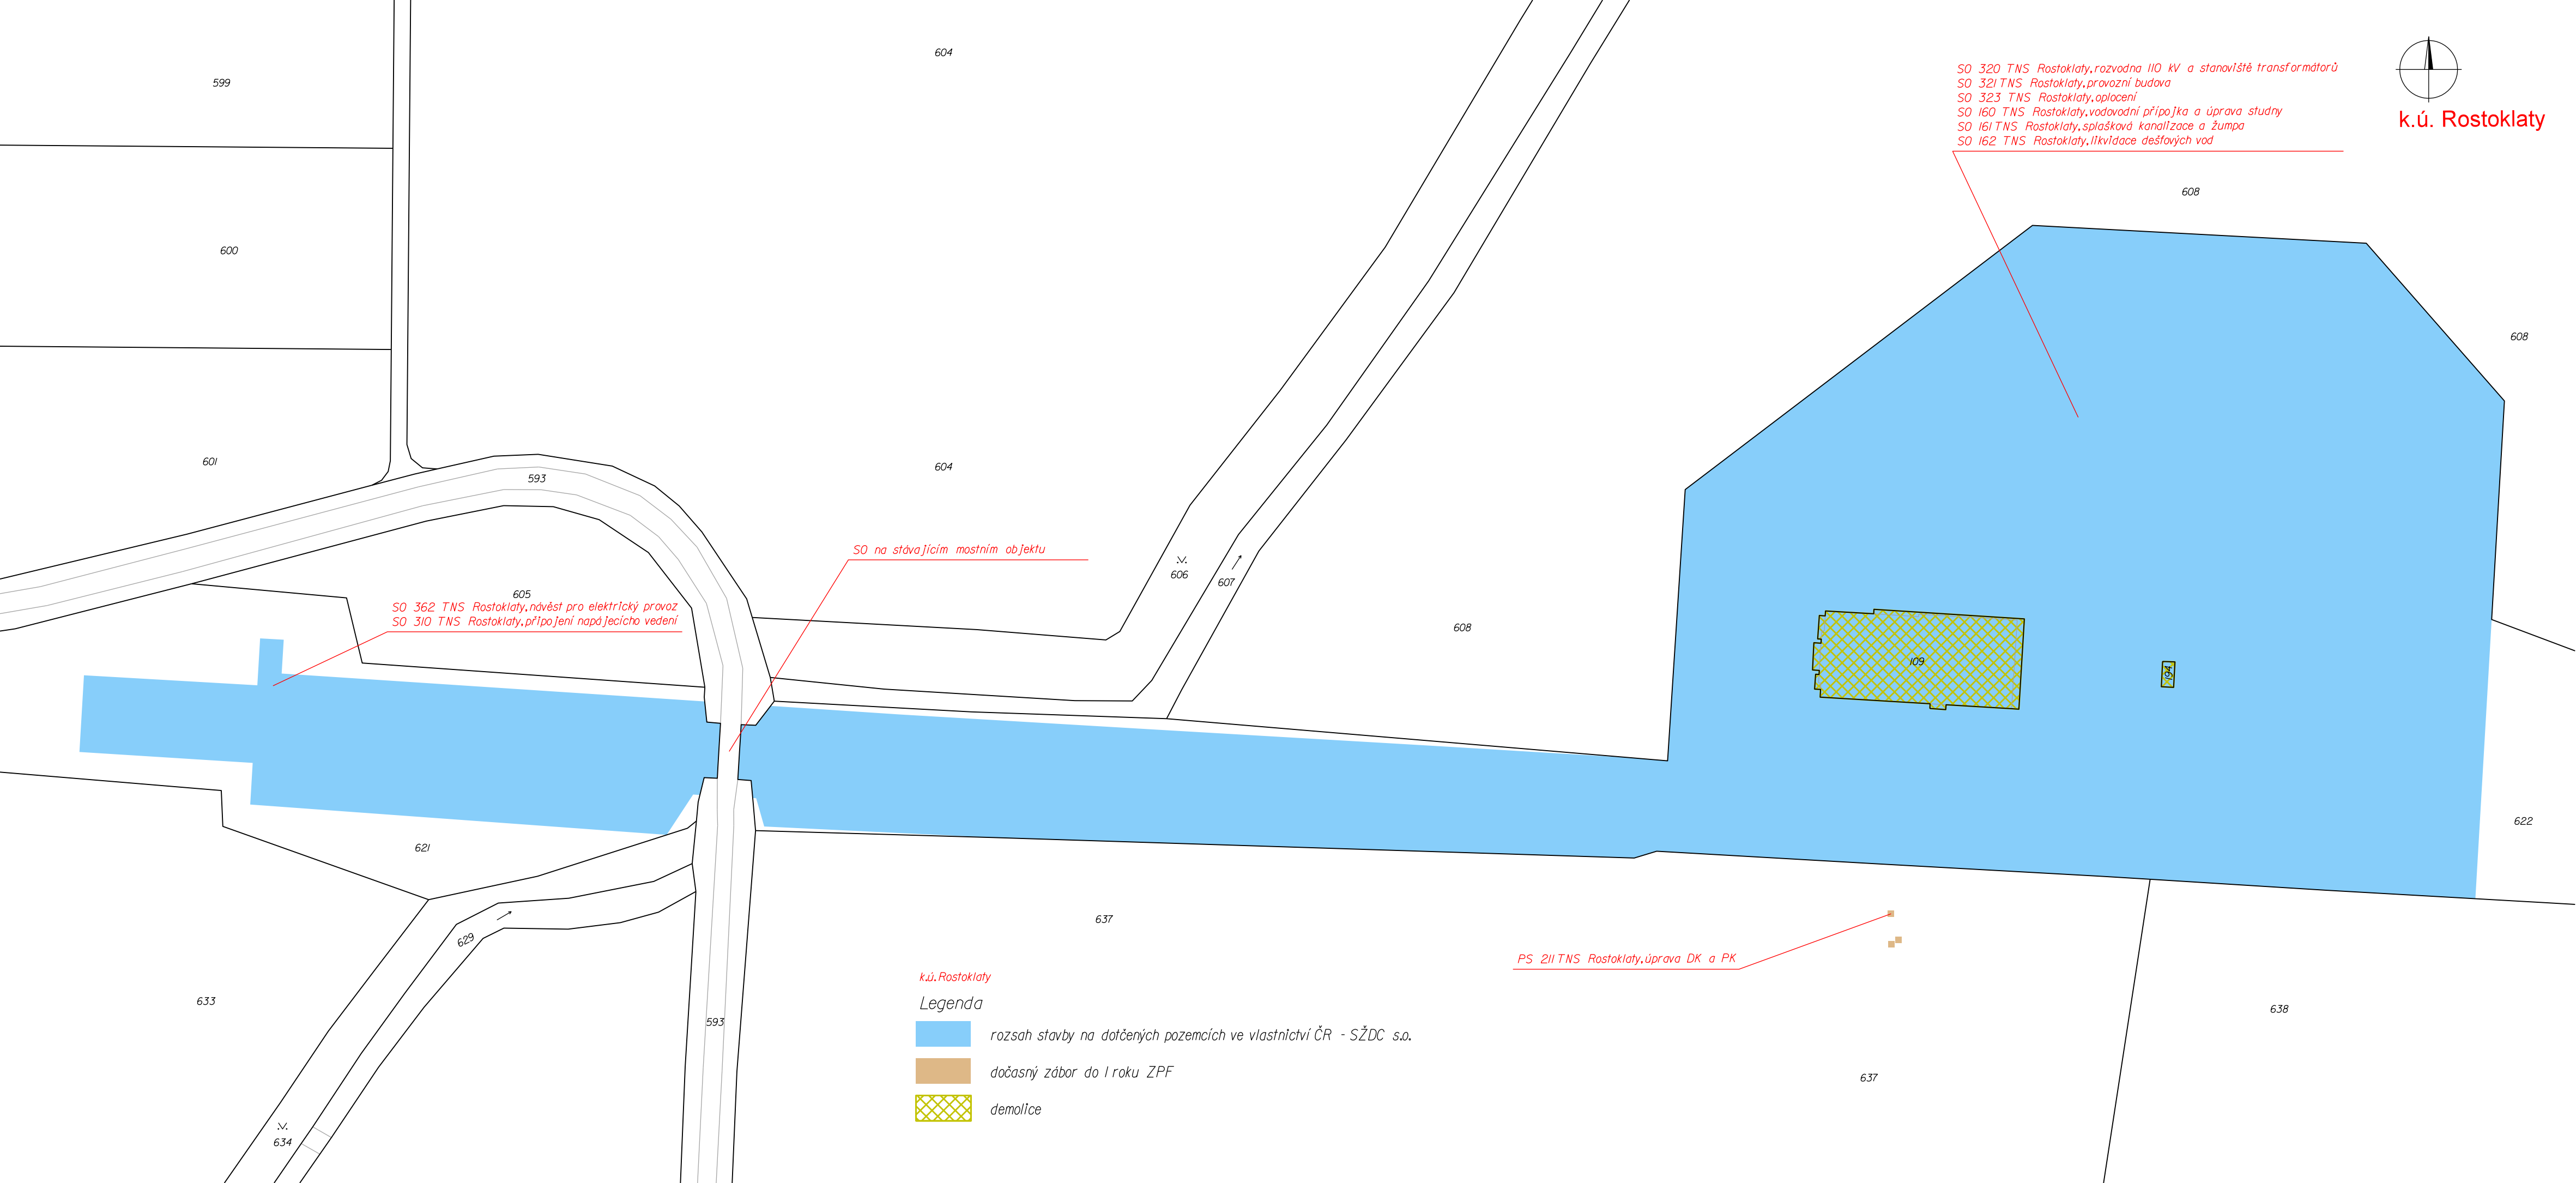 604
599
SO 320 TNS Rostoklaty, rozvodna 110 kV a stanoviště transformátorů
SO 321 TNS Rostoklaty, provozní budova
SO 323 TNS Rostoklaty, oplocení
SO 160 TNS Rostoklaty, vodovodní přípojka a úprava studny
SO 161 TNS Rostoklaty, splašková kanalizace a žumpa
SO 162 TNS Rostoklaty, likvidace dešťových vod
k.ú. Rostoklaty
608
600
608
601
604
593
SO na stávajícím mostním objektu
.v.
606
607
605
SO 362 TNS Rostoklaty, návěst pro elektrický provoz
SO 310 TNS Rostoklaty, připojení napájecícho vedení
608
109
194
622
621
637
629
PS 211 TNS Rostoklaty, úprava DK a PK
633
593
638
637
k.ú. Rostoklaty
Legenda
rozsah stavby na dotčených pozemcích ve vlastnictví ČR - SŽDC s.o.
dočasný zábor do 1 roku ZPF
demolice
.v.
634